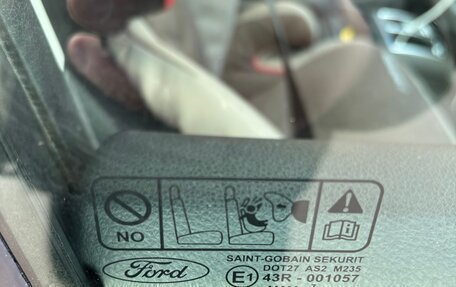 NO
SAINT-GOBAIN SEKURIT
Ford
DOT27 AS2 M235
E1 43R - 001057